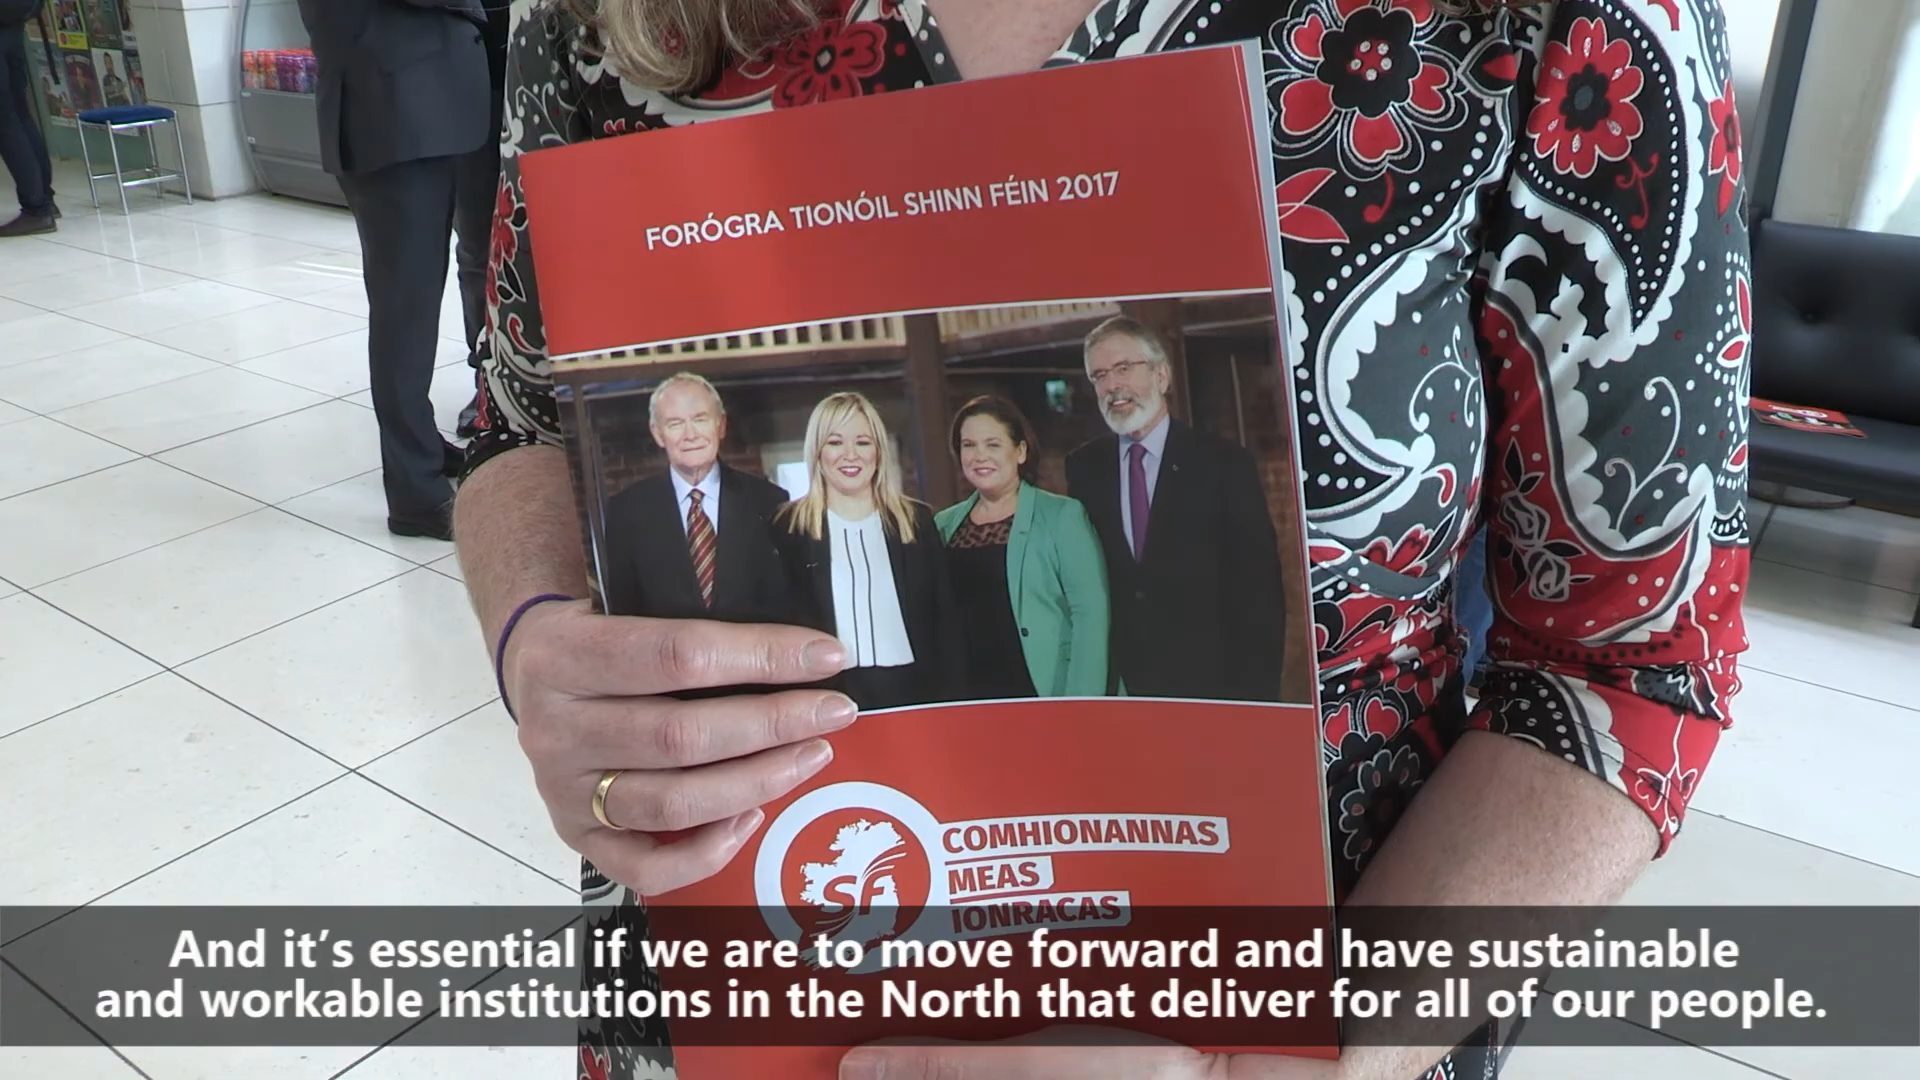 FORÓGRA TIONÓIL SHINN FÉIN 2017
SF
COMHIONANNAS
MEAS
IONRACAS
And it’s essential if we are to move forward and have sustainable
and workable institutions in the North that deliver for all of our people.